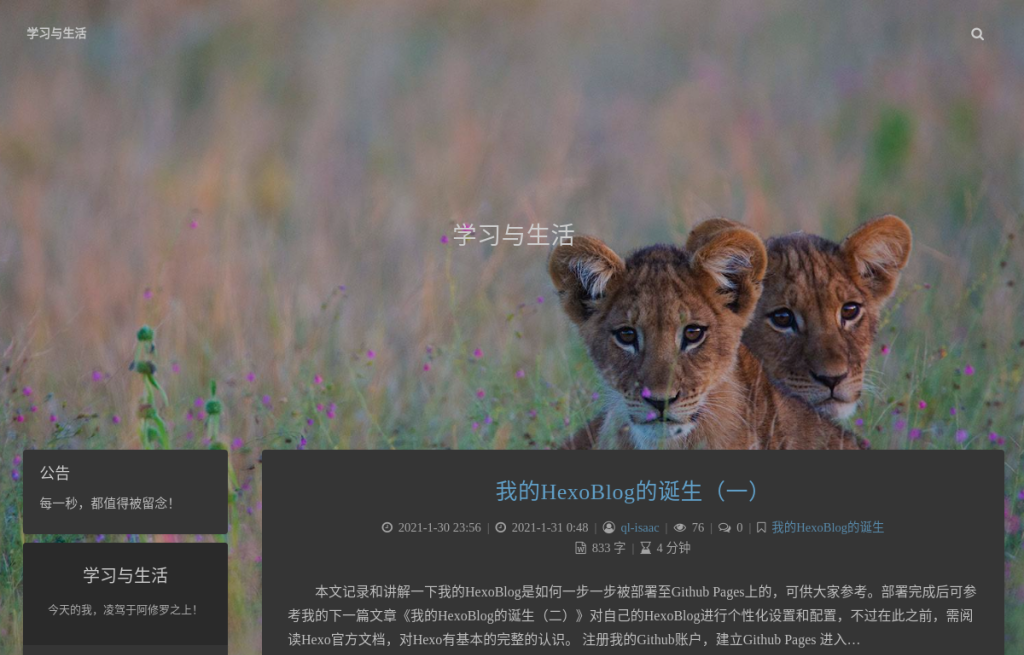 学习与生活
学习与生活
公告
每一秒，都值得被留念！
学习与生活
今天的我，凌驾于阿修罗之上！
我的HexoBlog的诞生（一）
2021-1-30 23:56 | 2021-1-31 0:48 | ql-isaac | 76 | 0 | 我的HexoBlog的诞生
833 字 | 4 分钟
本文记录和讲解一下我的HexoBlog是如何一步一步被部署至Github Pages上的，可供大家参考。部署完成后可参
考我的下一篇文章《我的HexoBlog的诞生（二）》对自己的HexoBlog进行个性化设置和配置，不过在此之前，需阅
读Hexo官方文档，对Hexo有基本的完整的认识。 注册我的Github账户，建立Github Pages 进入…